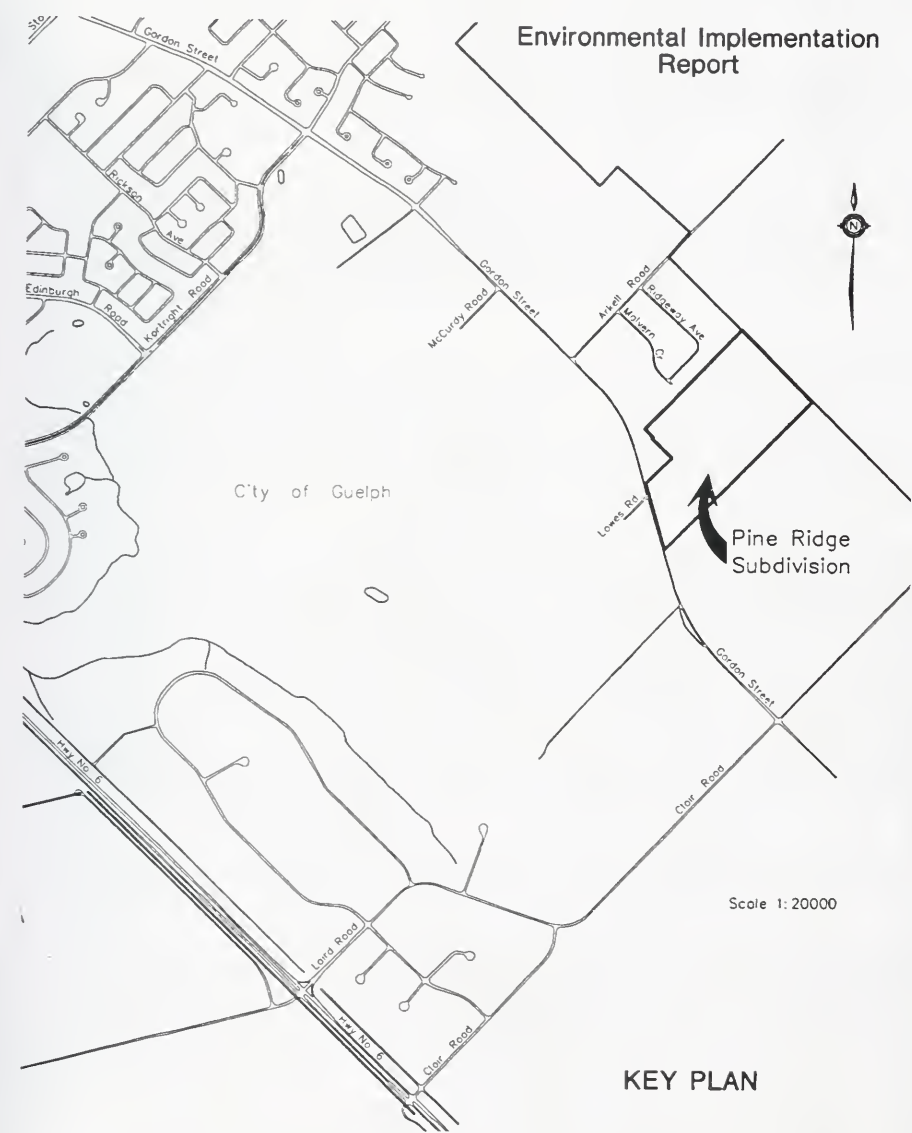 Environmental Implementation
Report
Gordon Street
Rickson
Ave
Edinburgh
Road
Kortright Road
N
Gordon Street
McCurdy Road
Arkell Road
Ridgeway Ave
Malvern Cr
City of Guelph
Lowes Rd
Pine Ridge
Subdivision
Gordon Street
Hwy No 6
Clair Road
Scale 1:20000
Laird Road
Hwy No 6
Clair Road
KEY PLAN